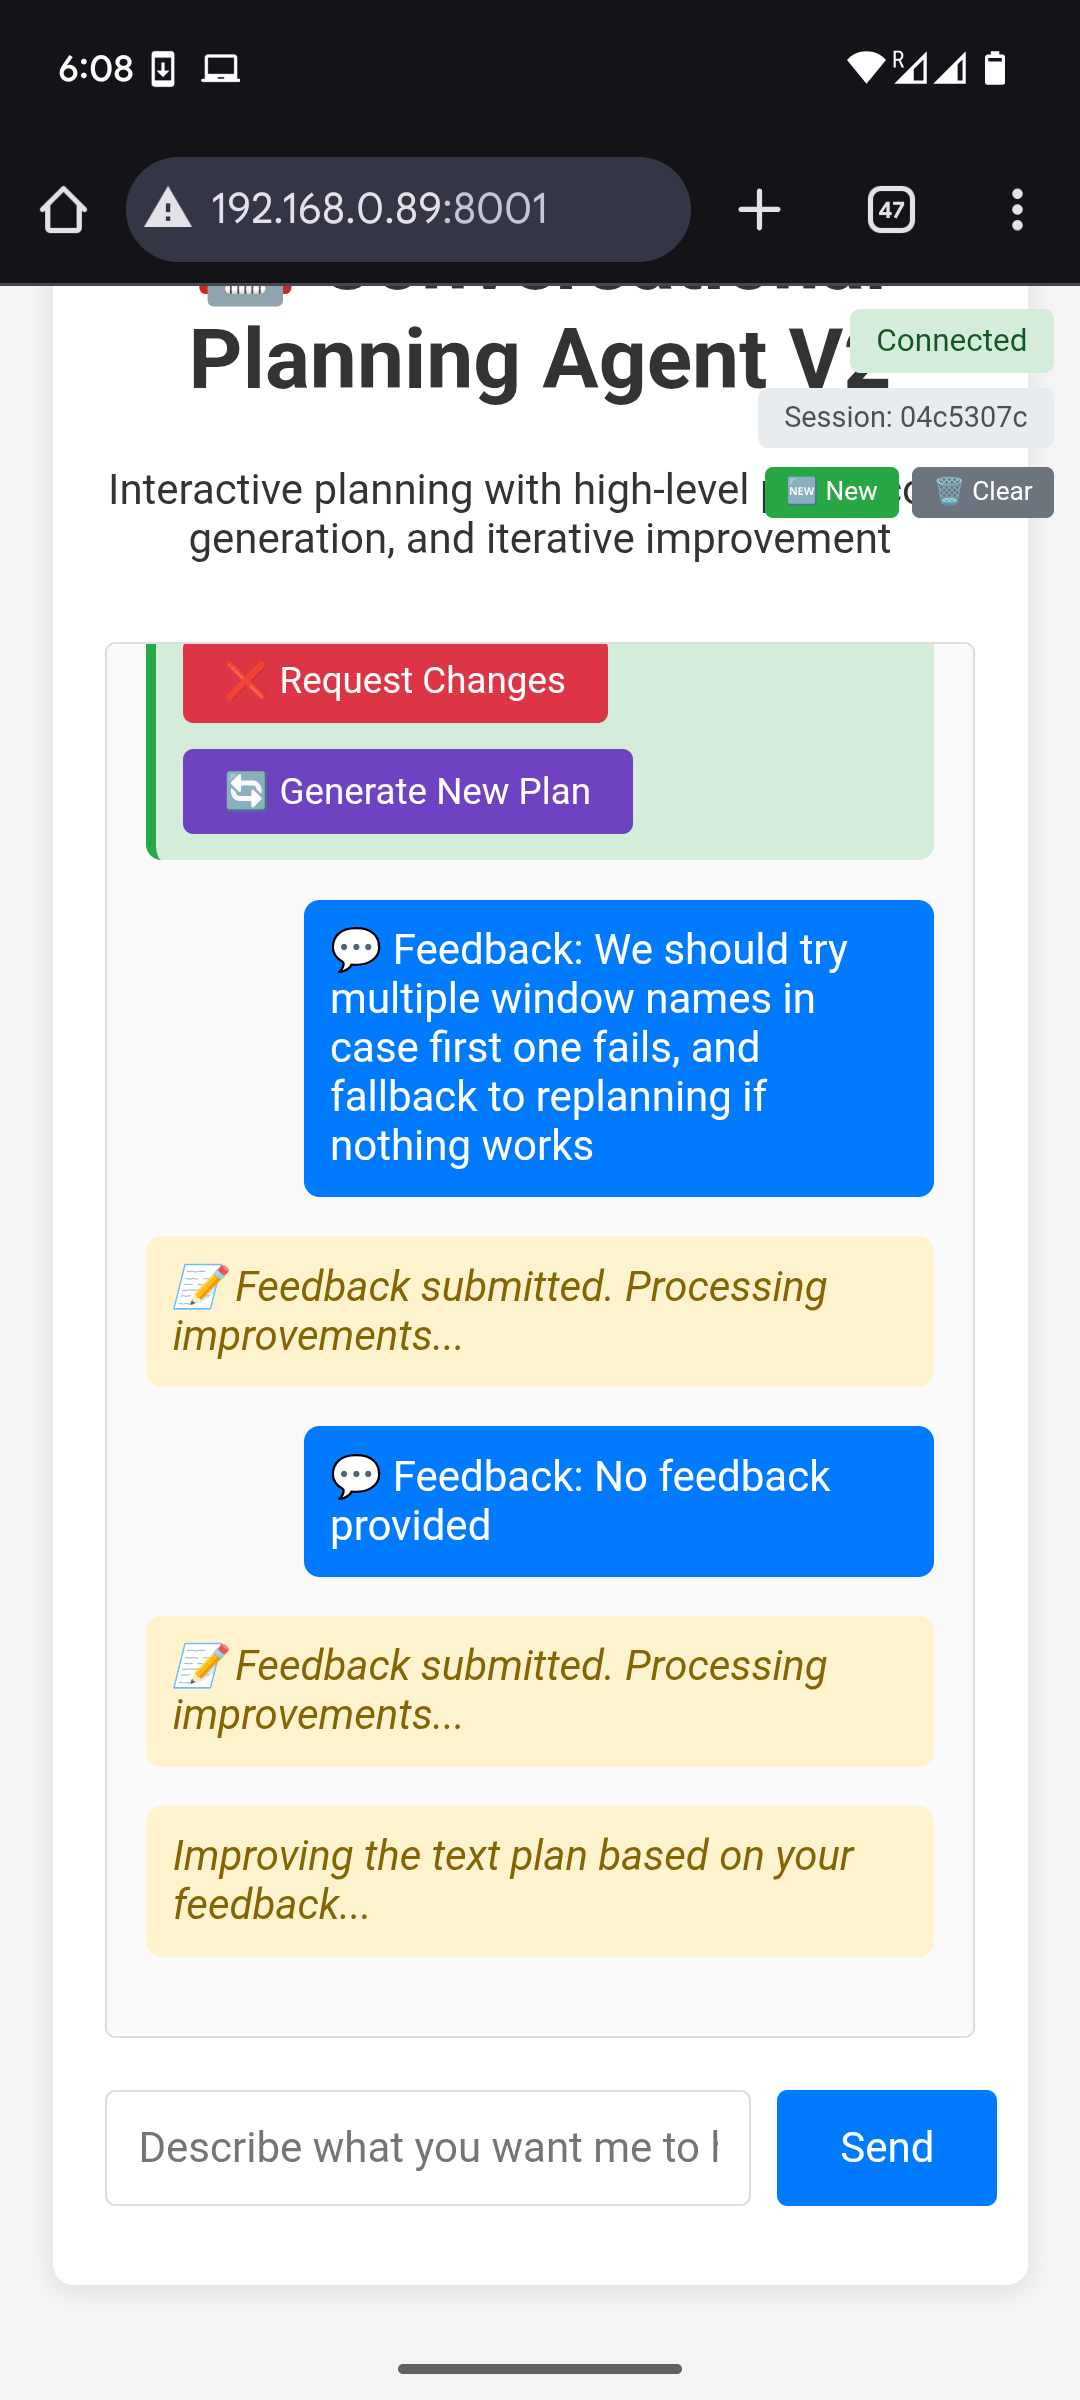 6:08
R
192.168.0.89:8001
47
Conversational
Planning Agent V2
Connected
Session: 04c5307c
Interactive planning with high-level
NEW New
Clear
generation, and iterative improvement
Request Changes
Generate New Plan
Feedback: We should try
multiple window names in
case first one fails, and
fallback to replanning if
nothing works
Feedback submitted. Processing
improvements...
Feedback: No feedback
provided
Feedback submitted. Processing
improvements...
Improving the text plan based on your
feedback...
Describe what you want me to
Send